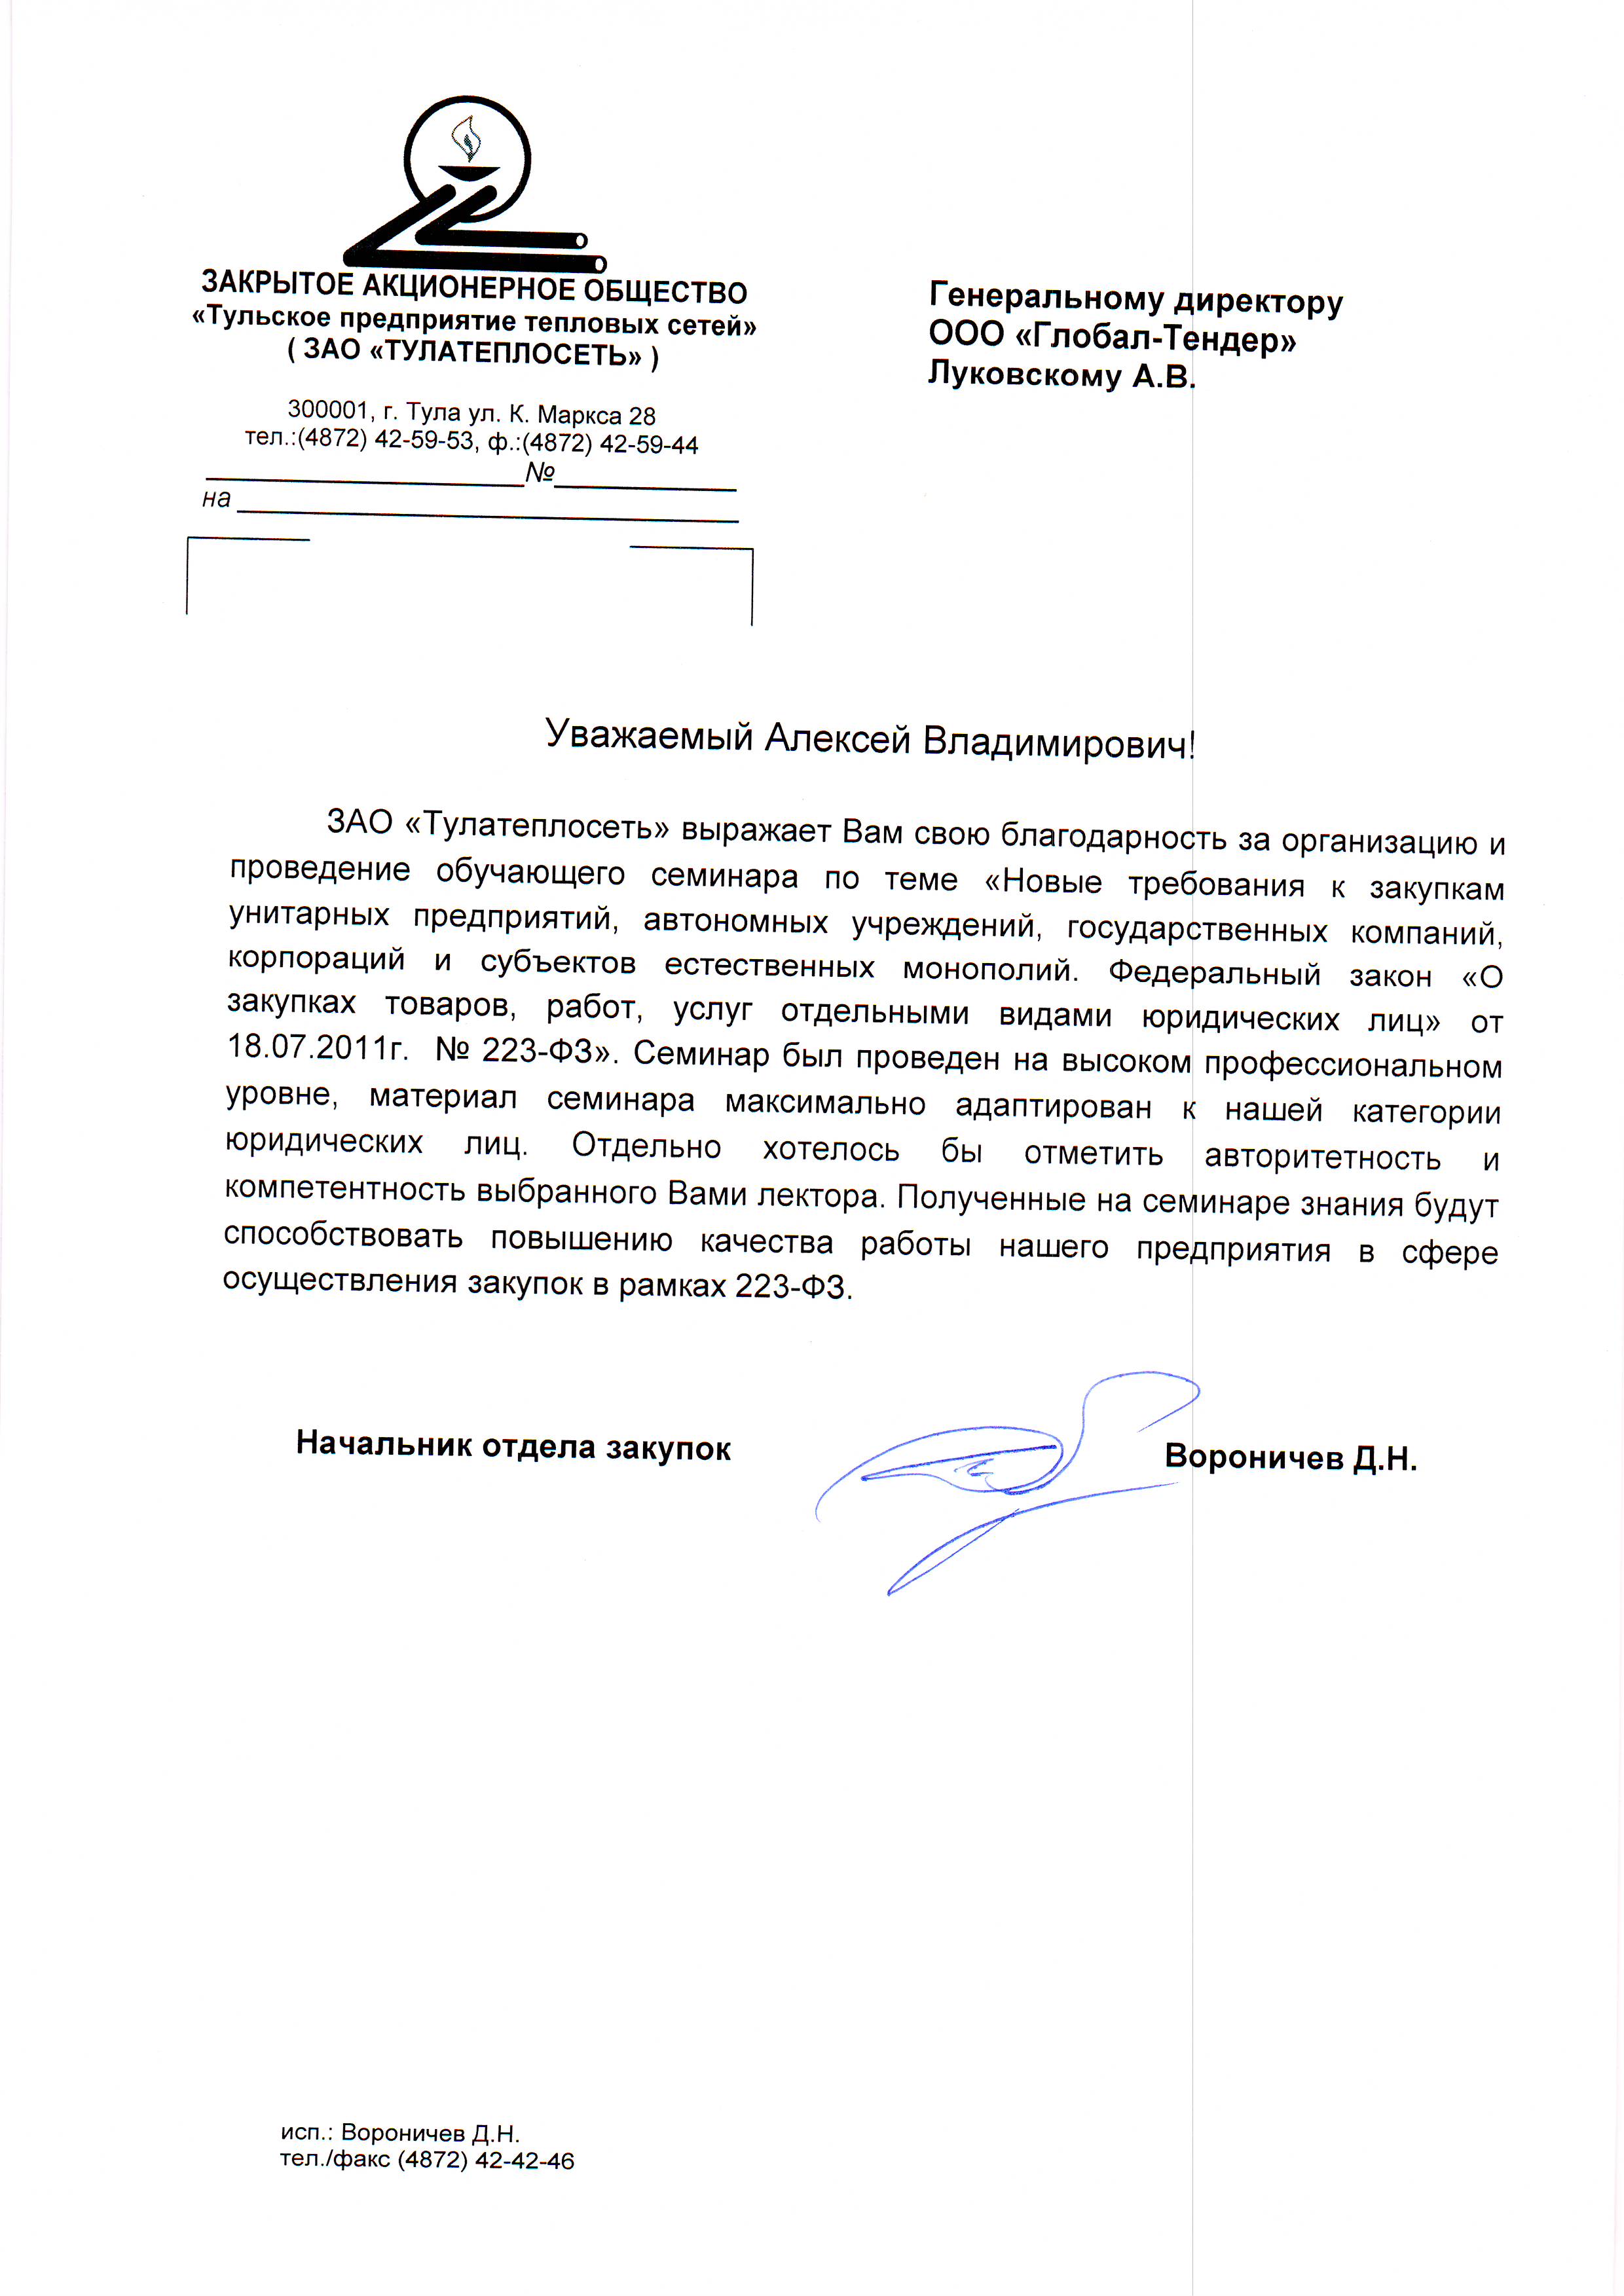 ЗАКРЫТОЕ АКЦИОНЕРНОЕ ОБЩЕСТВО
«Тульское предприятие тепловых сетей»
( ЗАО «ТУЛАТЕПЛОСЕТЬ» )
300001, г. Тула ул. К. Маркса 28
тел.:(4872) 42-59-53, ф.:(4872) 42-59-44
№
на
Генеральному директору
ООО «Глобал-Тендер»
Луковскому А.В.
Уважаемый Алексей Владимирович!
ЗАО «Тулатеплосеть» выражает Вам свою благодарность за организацию и
проведение обучающего семинара по теме «Новые требования к закупкам
унитарных предприятий, автономных учреждений, государственных компаний,
корпораций и субъектов естественных монополий. Федеральный закон «О
закупках товаров, работ, услуг отдельными видами юридических лиц» от
18.07.2011г. № 223-ФЗ». Семинар был проведен на высоком профессиональном
уровне, материал семинара максимально адаптирован к нашей категории
юридических лиц. Отдельно хотелось бы отметить авторитетность и
компетентность выбранного Вами лектора. Полученные на семинаре знания будут
способствовать повышению качества работы нашего предприятия в сфере
осуществления закупок в рамках 223-ФЗ.
Начальник отдела закупок Вороничев Д.Н.
исп.: Вороничев Д.Н.
тел./факс (4872) 42-42-46